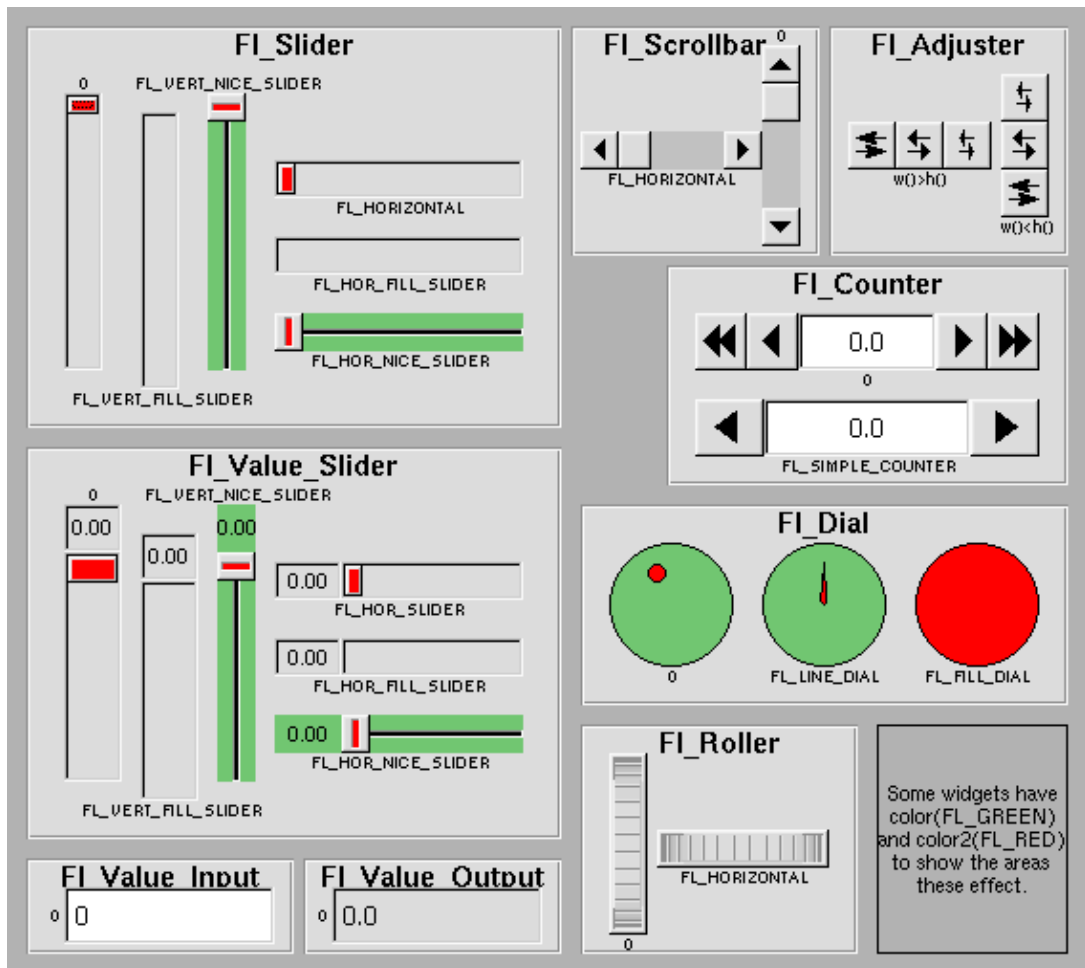 Fl_Slider
0
FL_VERT_NICE_SLIDER
FL_HORIZONTAL
FL_HOR_FILL_SLIDER
FL_HOR_NICE_SLIDER
FL_VERT_FILL_SLIDER
Fl_Scrollbar
0
FL_HORIZONTAL
Fl_Adjuster
w()>h()
w()<h()
Fl_Counter
0.0
0
0.0
FL_SIMPLE_COUNTER
Fl_Value_Slider
0
FL_VERT_NICE_SLIDER
0.00
0.00
0.00
0.00
FL_HOR_SLIDER
0.00
FL_HOR_FILL_SLIDER
0.00
FL_HOR_NICE_SLIDER
FL_VERT_FILL_SLIDER
Fl_Dial
0
FL_LINE_DIAL
FL_FILL_DIAL
Fl_Roller
FL_HORIZONTAL
0
Some widgets have
color(FL_GREEN)
and color2(FL_RED)
to show the areas
these effect.
Fl_Value_Input
0
0
Fl_Value_Output
0
0.0